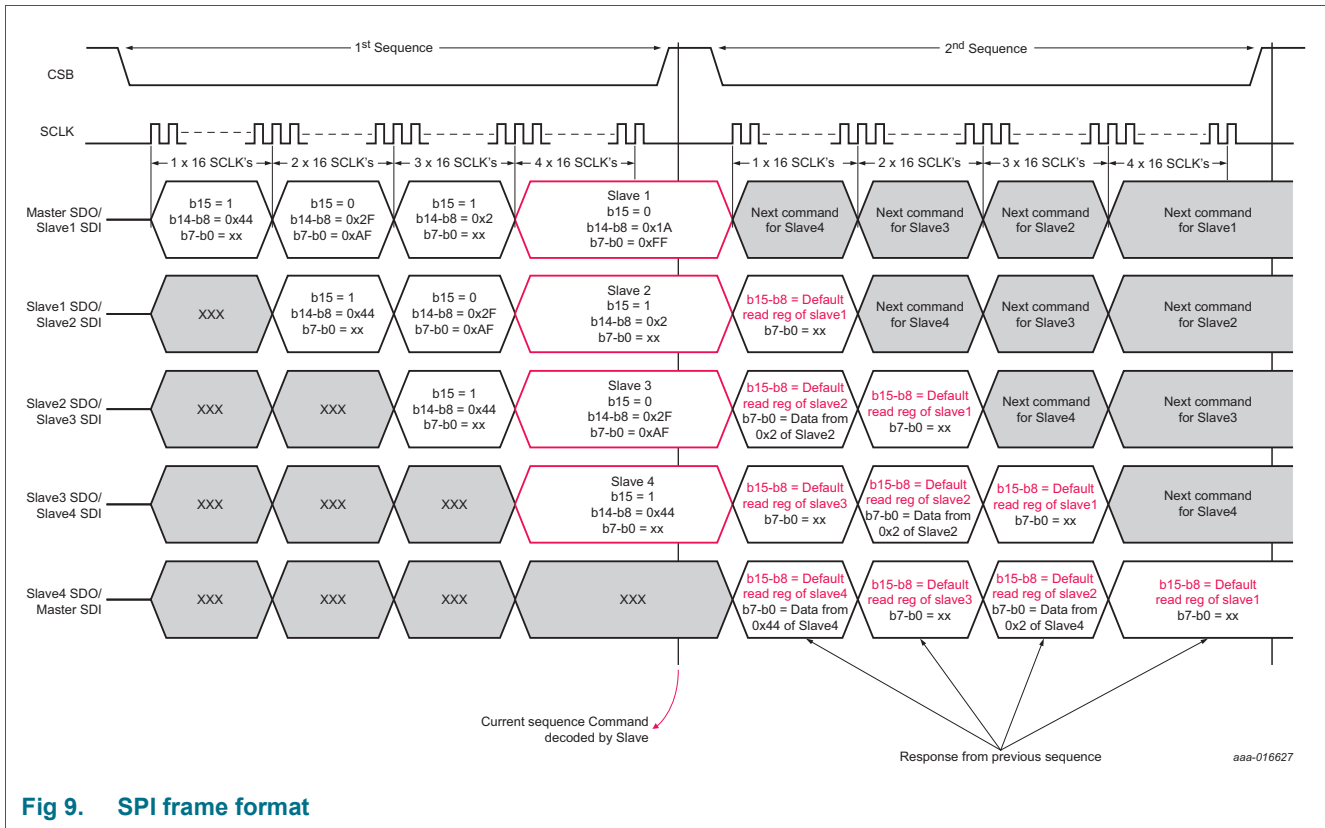 1st Sequence
2nd Sequence
CSB
SCLK
1 x 16 SCLK's
2 x 16 SCLK's
3 x 16 SCLK's
4 x 16 SCLK's
1 x 16 SCLK's
2 x 16 SCLK's
3 x 16 SCLK's
4 x 16 SCLK's
Master SDO/
Slave1 SDI
b15 = 1
b14-b8 = 0x44
b7-b0 = xx
b15 = 0
b14-b8 = 0x2F
b7-b0 = 0xAF
b15 = 1
b14-b8 = 0x2
b7-b0 = xx
Slave 1
b15 = 0
b14-b8 = 0x1A
b7-b0 = 0xFF
Next command
for Slave4
Next command
for Slave3
Next command
for Slave2
Next command
for Slave1
Slave1 SDO/
Slave2 SDI
XXX
b15 = 1
b14-b8 = 0x44
b7-b0 = xx
b15 = 0
b14-b8 = 0x2F
b7-b0 = 0xAF
Slave 2
b15 = 1
b14-b8 = 0x2
b7-b0 = xx
b15-b8 = Default
read reg of slave1
b7-b0 = xx
Next command
for Slave4
Next command
for Slave3
Next command
for Slave2
Slave2 SDO/
Slave3 SDI
XXX
XXX
b15 = 1
b14-b8 = 0x44
b7-b0 = xx
Slave 3
b15 = 0
b14-b8 = 0x2F
b7-b0 = 0xAF
b15-b8 = Default
read reg of slave2
b7-b0 = Data from
0x2 of Slave2
b15-b8 = Default
read reg of slave1
b7-b0 = xx
Next command
for Slave4
Next command
for Slave3
Slave3 SDO/
Slave4 SDI
XXX
XXX
XXX
Slave 4
b15 = 1
b14-b8 = 0x44
b7-b0 = xx
b15-b8 = Default
read reg of slave3
b7-b0 = xx
b15-b8 = Default
read reg of slave2
b7-b0 = Data from
0x2 of Slave2
b15-b8 = Default
read reg of slave1
b7-b0 = xx
Next command
for Slave4
Slave4 SDO/
Master SDI
XXX
XXX
XXX
XXX
b15-b8 = Default
read reg of slave4
b7-b0 = Data from
0x44 of Slave4
b15-b8 = Default
read reg of slave3
b7-b0 = xx
b15-b8 = Default
read reg of slave2
b7-b0 = Data from
0x2 of Slave4
b15-b8 = Default
read reg of slave1
b7-b0 = xx
Current sequence Command
decoded by Slave
Response from previous sequence
aaa-016627
Fig 9. SPI frame format